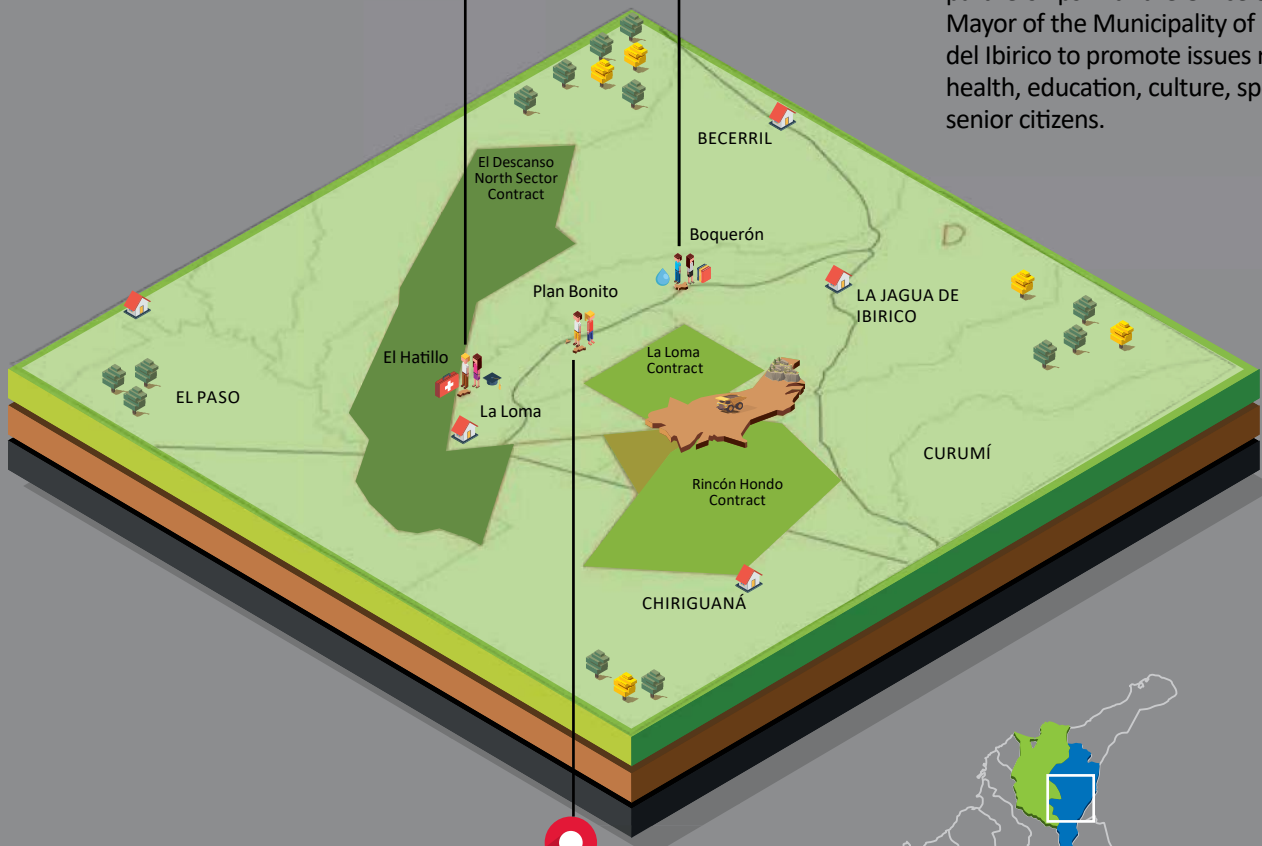 Mayor of the Municipality of
del Ibirico to promote issues
health, education, culture,
senior citizens.
BECERRIL
El Descanso
North Sector
Contract
Boquerón
Plan Bonito
LA JAGUA DE
IBIRICO
La Loma
Contract
El Hatillo
EL PASO
La Loma
CURUMÍ
Rincón Hondo
Contract
CHIRIGUANÁ